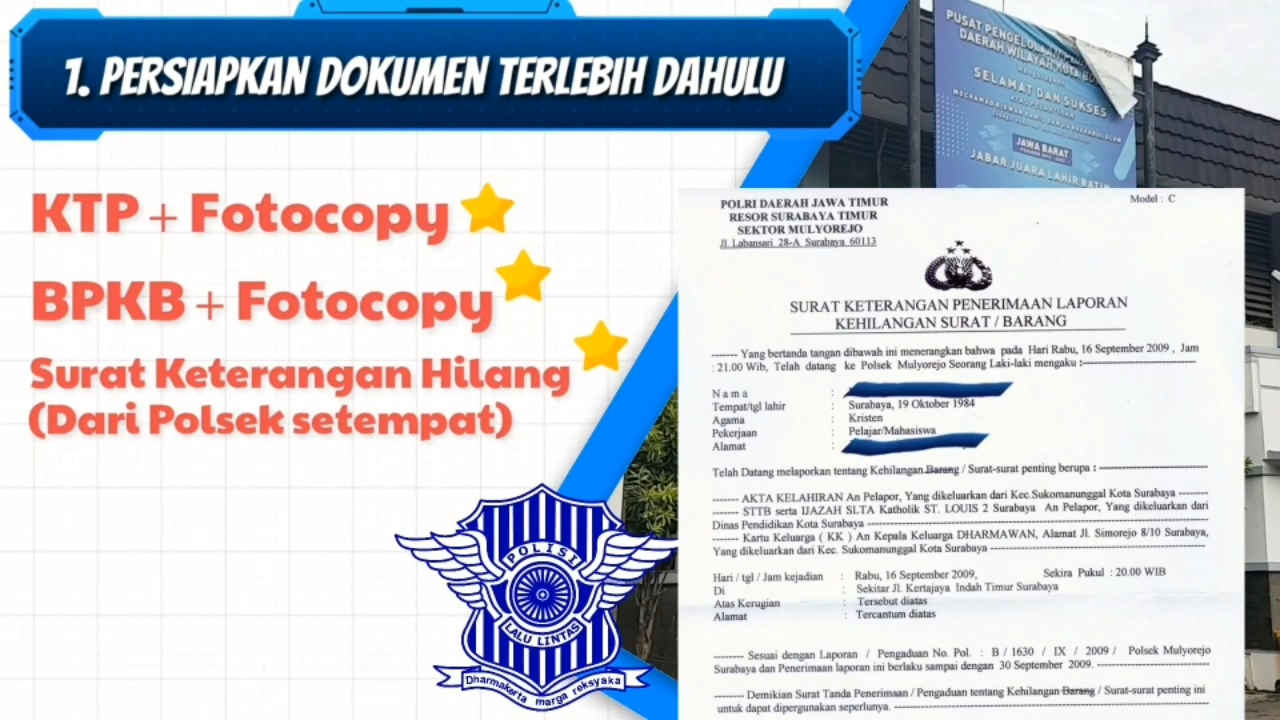 1. PERSIAPKAN DOKUMEN TERLEBIH DAHULU
KTP + Fotocopy
BPKB + Fotocopy
Surat Keterangan Hilang
(Dari Polsek setempat)
POLISI
LALU LINTAS
Dharmakerta marga reksyaka
PUSAT PENGELOLAAN
DAERAH WILAYAH KOTA
SELAMAT DAN SUKSES
JAWA BARAT
JABAR JUARA LAHIR BATIN
POLRI DAERAH JAWA TIMUR
RESOR SURABAYA TIMUR
SEKTOR MULYOREJO
Jl. Labansari 28-A Surabaya 60113
Model : C
SURAT KETERANGAN PENERIMAAN LAPORAN
KEHILANGAN SURAT / BARANG
------- Yang bertanda tangan dibawah ini menerangkan bahwa pada Hari Rabu, 16 September 2009 , Jam
: 21.00 Wib, Telah datang ke Polsek Mulyorejo Seorang Laki-laki mengaku :---------------------------
N a m a :
Tempat/tgl lahir : Surabaya, 19 Oktober 1984
Agama : Kristen
Pekerjaan : Pelajar/Mahasiswa
Alamat :
Telah Datang melaporkan tentang Kehilangan Barang / Surat-surat penting berupa : -----------------------
------- AKTA KELAHIRAN An Pelapor, Yang dikeluarkan dari Kec.Sukomanunggal Kota Surabaya --------
------- STTB serta IJAZAH SLTA Katholik ST. LOUIS 2 Surabaya An Pelapor, Yang dikeluarkan dari
Dinas Pendidikan Kota Surabaya ---------------------------------------------------------------
------- Kartu Keluarga ( KK ) An Kepala Keluarga DHARMAWAN, Alamat Jl. Simorejo 8/10 Surabaya,
Yang dikeluarkan dari Kec. Sukomanunggal Kota Surabaya ---------------------------------------------
Hari / tgl / Jam kejadian : Rabu, 16 September 2009, Sekira Pukul : 20.00 WIB
Di : Sekitar Jl. Kertajaya Indah Timur Surabaya
Atas Kerugian : Tersebut diatas
Alamat : Tercantum diatas
------- Sesuai dengan Laporan / Pengaduan No. Pol. : B / 1630 / IX / 2009 / Polsek Mulyorejo
Surabaya dan Penerimaan laporan ini berlaku sampai dengan 30 September 2009. -----------------------
------- Demikian Surat Tanda Penerimaan / Pengaduan tentang Kehilangan Barang / Surat-surat penting ini
untuk dapat dipergunakan seperlunya. ------------------------------------------------------------